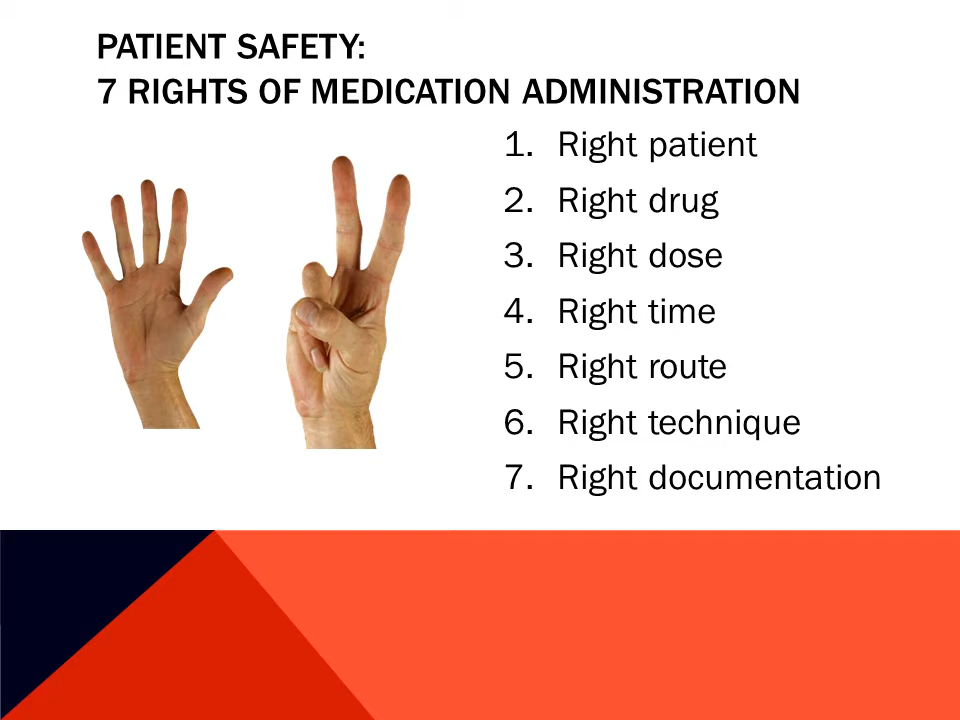 PATIENT SAFETY:
7 RIGHTS OF MEDICATION ADMINISTRATION
1. Right patient
2. Right drug
3. Right dose
4. Right time
5. Right route
6. Right technique
7. Right documentation